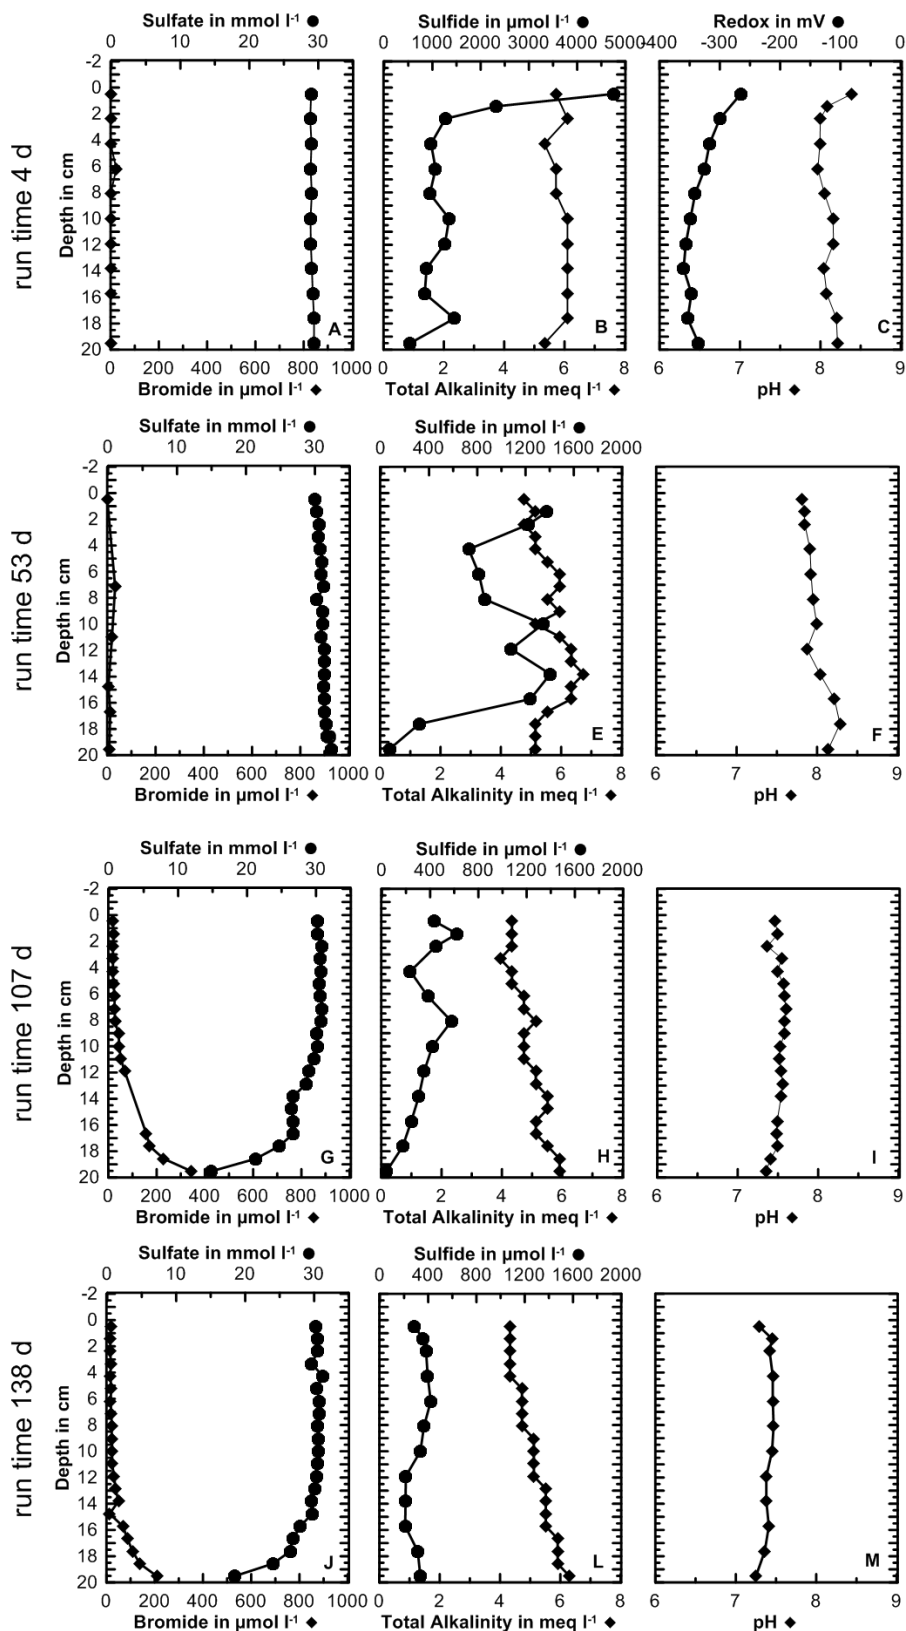 Sulfate in mmol l⁻¹ ●
0 10 20 30
Sulfide in µmol l⁻¹ ●
0 1000 2000 3000 4000 5000
Redox in mV ●
-400 -300 -200 -100 0
run time 4 d
Depth in cm
-2
0
2
4
6
8
10
12
14
16
18
20
A
B
C
0 200 400 600 800 1000
Bromide in µmol l⁻¹ ◆
0 2 4 6 8
Total Alkalinity in meq l⁻¹ ◆
6 7 8 9
pH ◆
Sulfate in mmol l⁻¹ ●
0 10 20 30
Sulfide in µmol l⁻¹ ●
0 400 800 1200 1600 2000
run time 53 d
Depth in cm
-2
0
2
4
6
8
10
12
14
16
18
20
E
F
0 200 400 600 800 1000
Bromide in µmol l⁻¹ ◆
0 2 4 6 8
Total Alkalinity in meq l⁻¹ ◆
6 7 8 9
pH ◆
Sulfate in mmol l⁻¹ ●
0 10 20 30
Sulfide in µmol l⁻¹ ●
0 400 800 1200 1600 2000
run time 107 d
Depth in cm
-2
0
2
4
6
8
10
12
14
16
18
20
G
H
I
0 200 400 600 800 1000
Bromide in µmol l⁻¹ ◆
0 2 4 6 8
Total Alkalinity in meq l⁻¹ ◆
6 7 8 9
pH ◆
Sulfate in mmol l⁻¹ ●
0 10 20 30
Sulfide in µmol l⁻¹ ●
0 400 800 1200 1600 2000
run time 138 d
Depth in cm
-2
0
2
4
6
8
10
12
14
16
18
20
J
L
M
0 200 400 600 800 1000
Bromide in µmol l⁻¹ ◆
0 2 4 6 8
Total Alkalinity in meq l⁻¹ ◆
6 7 8 9
pH ◆